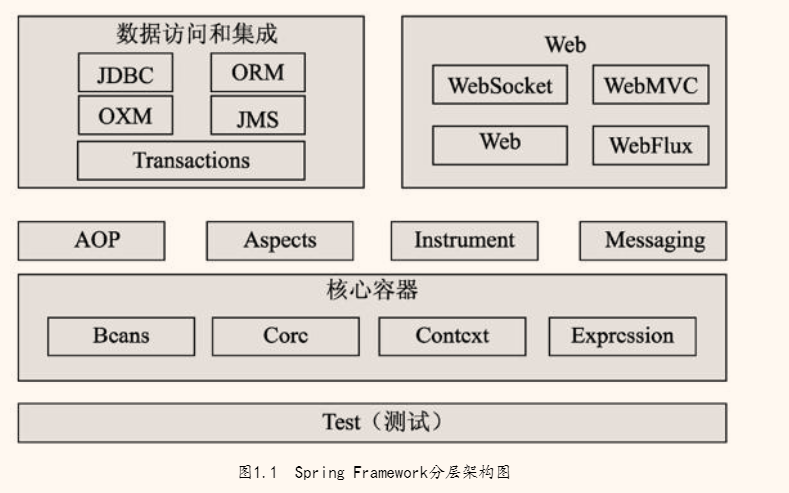 数据访问和集成
JDBC
ORM
OXM
JMS
Transactions
Web
WebSocket
WebMVC
Web
WebFlux
AOP
Aspects
Instrument
Messaging
核心容器
Beans
Core
Context
Expression
Test（测试）
图1.1 Spring Framework分层架构图